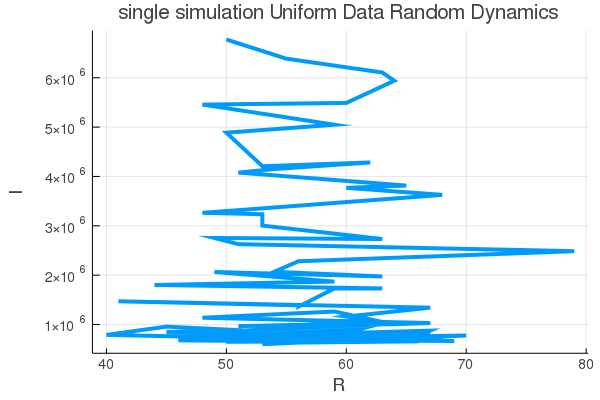 single simulation Uniform Data Random Dynamics
6× 10 6
5× 10 6
4× 10 6
3× 10 6
2× 10 6
1× 10 6
I
40 50 60 70 80
R